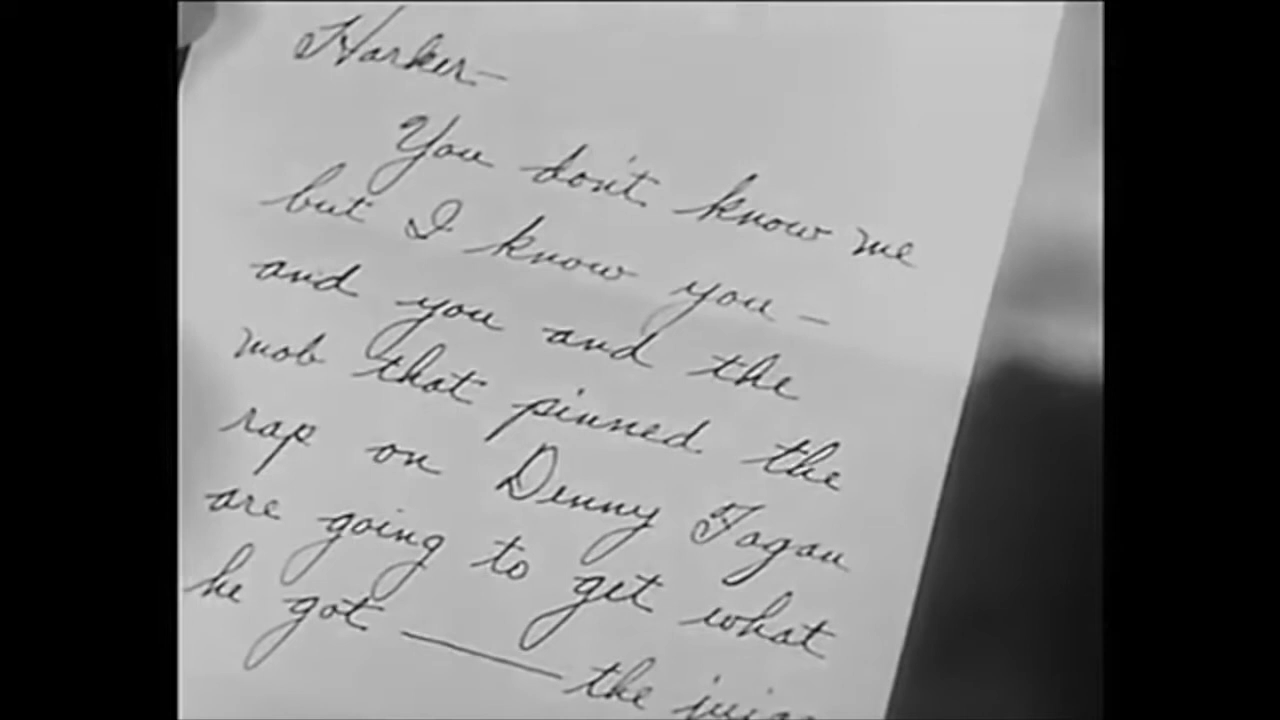 Harker—
You don't know me
but I know you—
and you and the
mob that pinned the
rap on Denny Fagan
are going to get what
he got — the